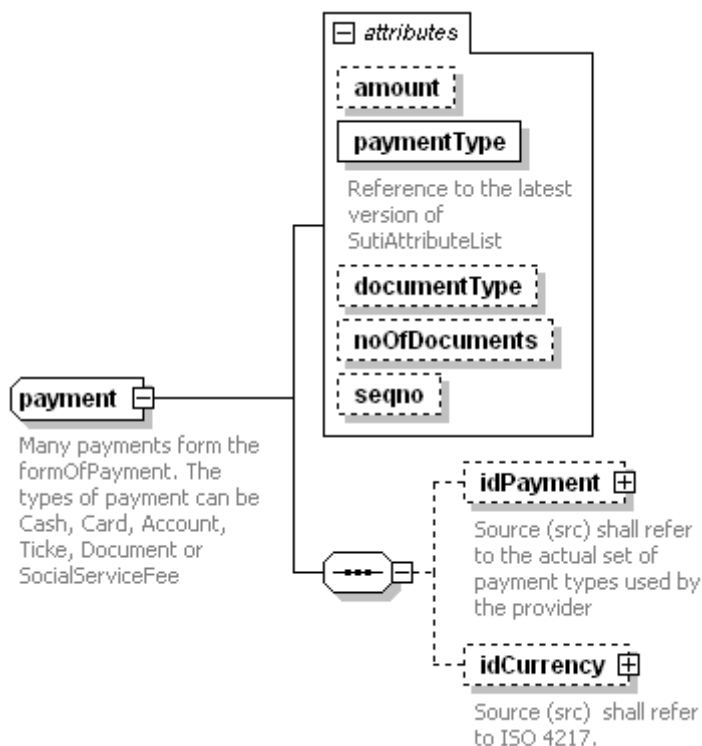 attributes
amount
paymentType
Reference to the latest
version of
SutiAttributeList
documentType
noOfDocuments
seqno
payment
Many payments form the
formOfPayment. The
types of payment can be
Cash, Card, Account,
Ticke, Document or
SocialServiceFee
idPayment
Source (src) shall refer
to the actual set of
payment types used by
the provider
idCurrency
Source (src) shall refer
to ISO 4217.